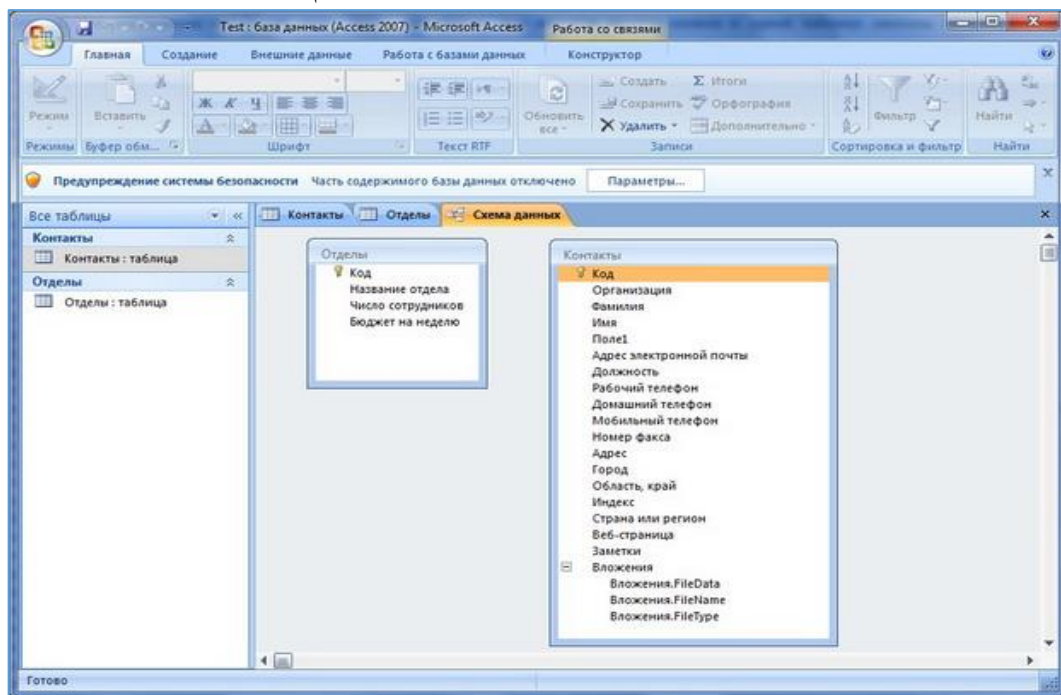 Test : база данных (Access 2007) - Microsoft Access
Работа со связями
Главная
Создание
Внешние данные
Работа с базами данных
Конструктор
Режим
Вставить
Ж К Ч
Обновить все
Создать
Сохранить
Удалить
Σ Итоги
Орфография
Дополнительно
Фильтр
Найти
Режимы
Буфер обм...
Шрифт
Текст RTF
Записи
Сортировка и фильтр
Найти
Предупреждение системы безопасности Часть содержимого базы данных отключено
Параметры...
Все таблицы
Контакты
Контакты : таблица
Отделы
Отделы : таблица
Контакты
Отделы
Схема данных
Отделы
Код
Название отдела
Число сотрудников
Бюджет на неделю
Контакты
Код
Организация
Фамилия
Имя
Поле1
Адрес электронной почты
Должность
Рабочий телефон
Домашний телефон
Мобильный телефон
Номер факса
Адрес
Город
Область, край
Индекс
Страна или регион
Веб-страница
Заметки
Вложения
Вложения.FileData
Вложения.FileName
Вложения.FileType
Готово